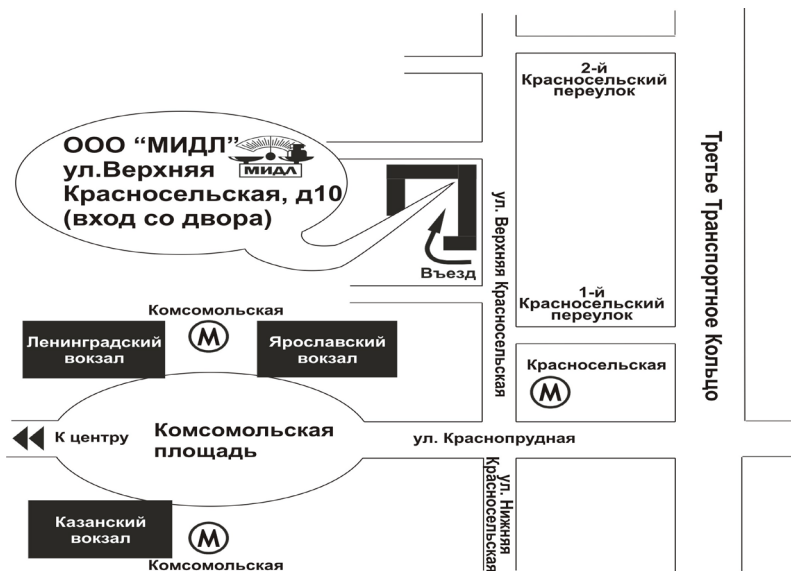 2-й
Красносельский
переулок
ООО “МИДЛ”
ул.Верхняя
Красносельская, д10
(вход со двора)
МИДЛ
Въезд
ул. Верхняя Красносельская
Третье Транспортное Кольцо
1-й
Красносельский
переулок
Комсомольская
М
Ленинградский
вокзал
Ярославский
вокзал
Красносельская
М
К центру
Комсомольская
площадь
ул. Краснопрудная
ул. Нижняя
Красносельская
Казанский
вокзал
М
Комсомольская